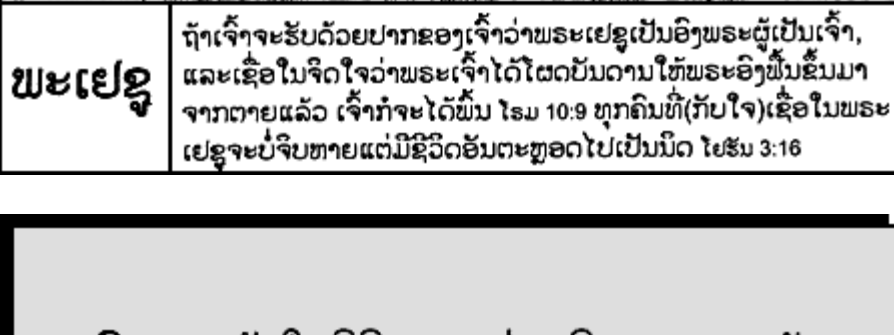 ພະເຢຊູ
ຖ້າເຈົ້າຈະຮັບດ້ວຍປາກຂອງເຈົ້າວ່າພຣະເຢຊູເປັນອົງພຣະຜູ້ເປັນເຈົ້າ,
ແລະເຊື່ອໃນຈິດໃຈວ່າພຣະເຈົ້າໄດ້ໂຜດບັນດານໃຫ້ພຣະອົງຟື້ນຂຶ້ນມາ
ຈາກຕາຍແລ້ວ ເຈົ້າກໍຈະໄດ້ພົ້ນ ໂຣມ 10:9 ທຸກຄົນທີ່(ກັບໃຈ)ເຊື່ອໃນພຣະ
ເຢຊູຈະບໍ່ຈິບຫາຍແຕ່ມີຊີວິດອັນຕະຫຼອດໄປເປັນນິດ ໂຢຮັນ 3:16